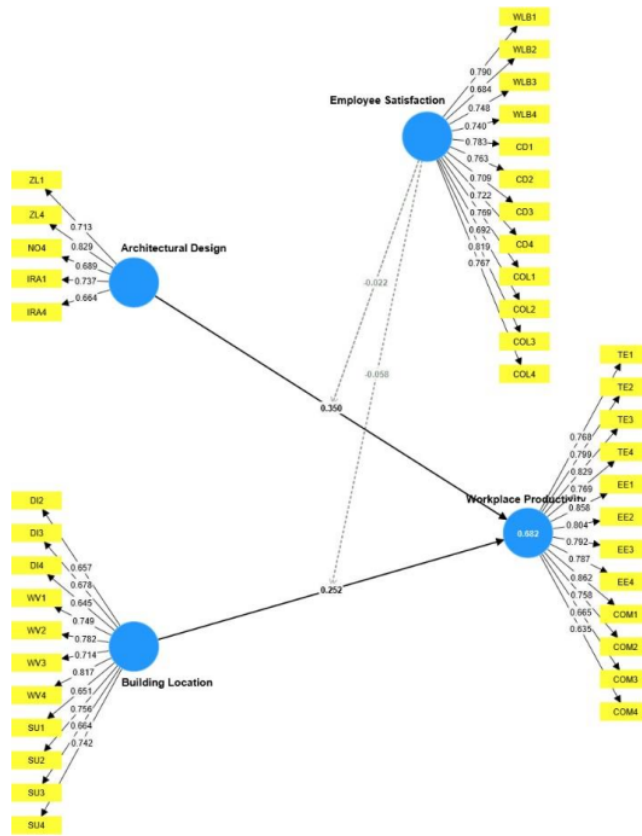 WLB1
WLB2
WLB3
WLB4
CD1
CD2
CD3
CD4
COL1
COL2
COL3
COL4
0.790
0.684
0.748
0.740
0.783
0.763
0.709
0.722
0.769
0.692
0.819
0.767
Employee Satisfaction
ZL1
ZL4
NO4
IRA1
IRA4
0.713
0.829
0.689
0.737
0.664
Architectural Design
-0.022
-0.058
0.350
0.252
TE1
TE2
TE3
TE4
EE1
EE2
EE3
EE4
COM1
COM2
COM3
COM4
0.768
0.799
0.829
0.769
0.858
0.804
0.792
0.787
0.862
0.758
0.665
0.635
Workplace Productivity
0.682
DI2
DI3
DI4
WV1
WV2
WV3
WV4
SU1
SU2
SU3
SU4
0.657
0.678
0.645
0.749
0.782
0.714
0.817
0.651
0.756
0.664
0.742
Building Location